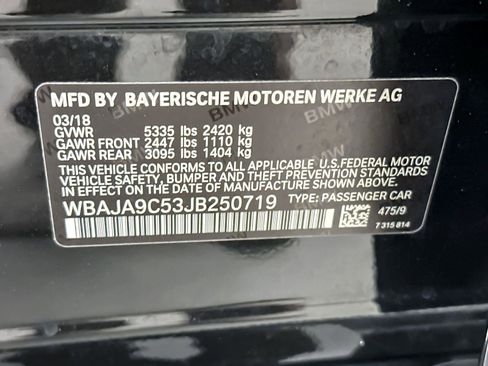 MFD BY BAYERISCHE MOTOREN WERKE AG
03/18
GVWR 5335 lbs 2420 kg
GAWR FRONT 2447 lbs 1110 kg
GAWR REAR 3095 lbs 1404 kg
THIS VEHICLE CONFORMS TO ALL APPLICABLE U.S.FEDERAL MOTOR
VEHICLE SAFETY, BUMPER, AND THEFT PREVENTION STANDARDS
IN EFFECT ON THE DATE OF MANUFACTURE SHOWN ABOVE.
WBAJA9C53JB250719 TYPE: PASSENGER CAR
475/9
7 315 814